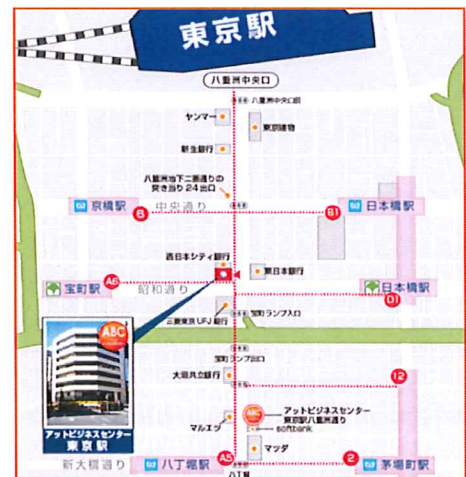 東京駅
八重洲中央口
八重洲中央口前
ヤンマー
東京建物
新生銀行
八重洲地下二番通りの
突き当り 24出口
京橋駅
6
中央通り
B1
日本橋駅
西日本シティ銀行
東日本銀行
宝町駅
A6
昭和通り
日本橋駅
D1
三菱東京UFJ銀行
宝町ランプ入口
ABC
宝町ランプ出口
大垣共立銀行
12
アットビジネスセンター
東京駅
マルエツ
ABC
アットビジネスセンター
東京駅八重洲通り
softbank
マツダ
新大橋通り
八丁堀駅
A5
2
茅場町駅
八丁堀